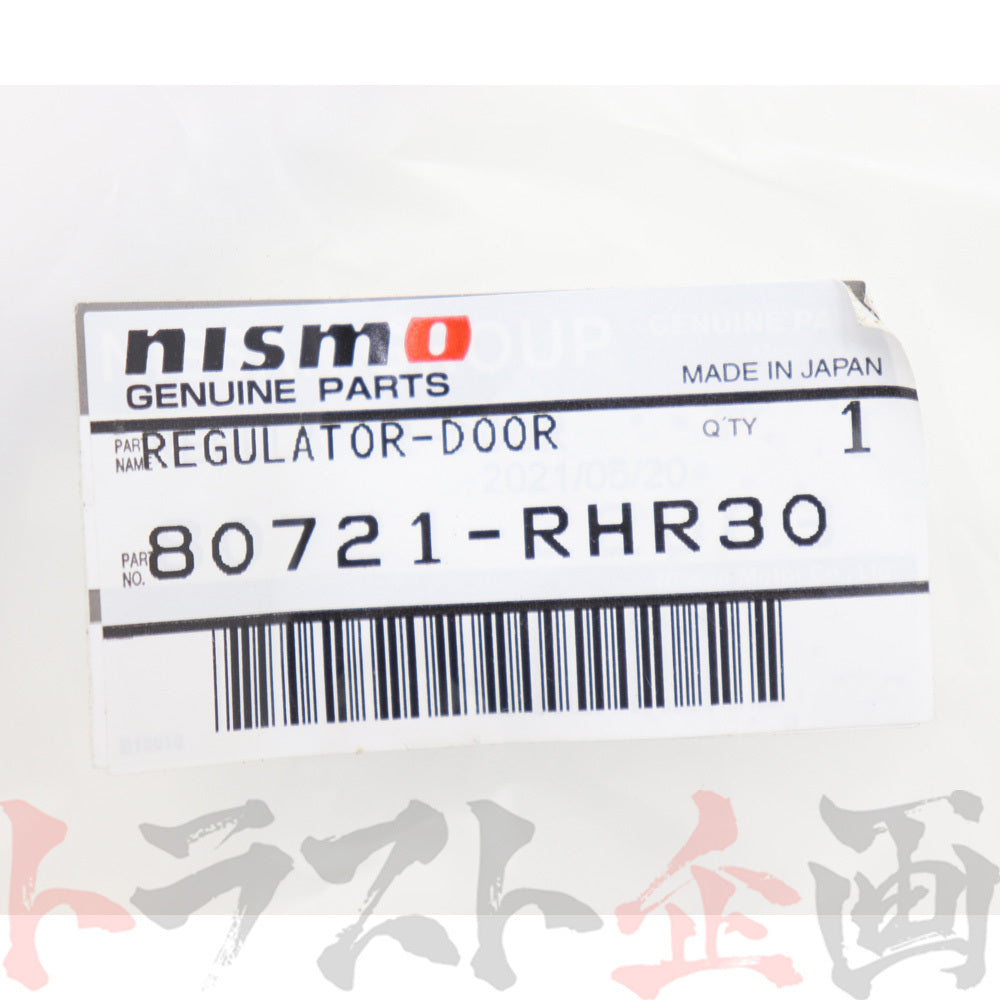 nismo
GENUINE PARTS
MADE IN JAPAN
PART NAME REGULATOR-DOOR
Q'TY 1
2021/05/20
PART NO. 80721-RHR30
トラスト企画